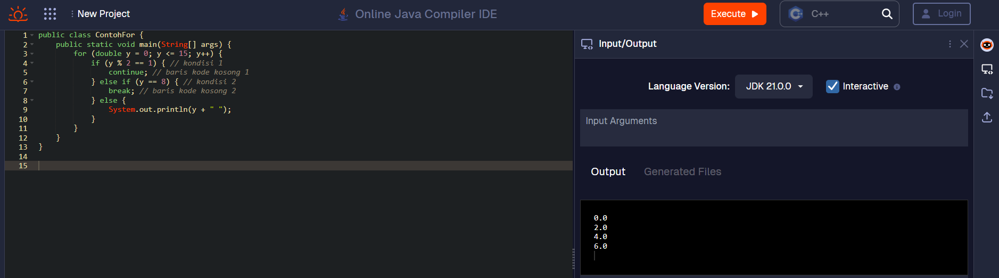 New Project
Online Java Compiler IDE
Execute
C++
Login
1 public class ContohFor {
2     public static void main(String[] args) {
3         for (double y = 0; y <= 15; y++) {
4             if (y % 2 == 1) { // kondisi 1
5                 continue; // baris kode kosong 1
6             } else if (y == 8) { // kondisi 2
7                 break; // baris kode kosong 2
8             } else {
9                 System.out.println(y + " ");
10             }
11         }
12     }
13 }
14
15
Input/Output
Language Version: JDK 21.0.0 Interactive
Input Arguments
Output Generated Files
0.0
2.0
4.0
6.0